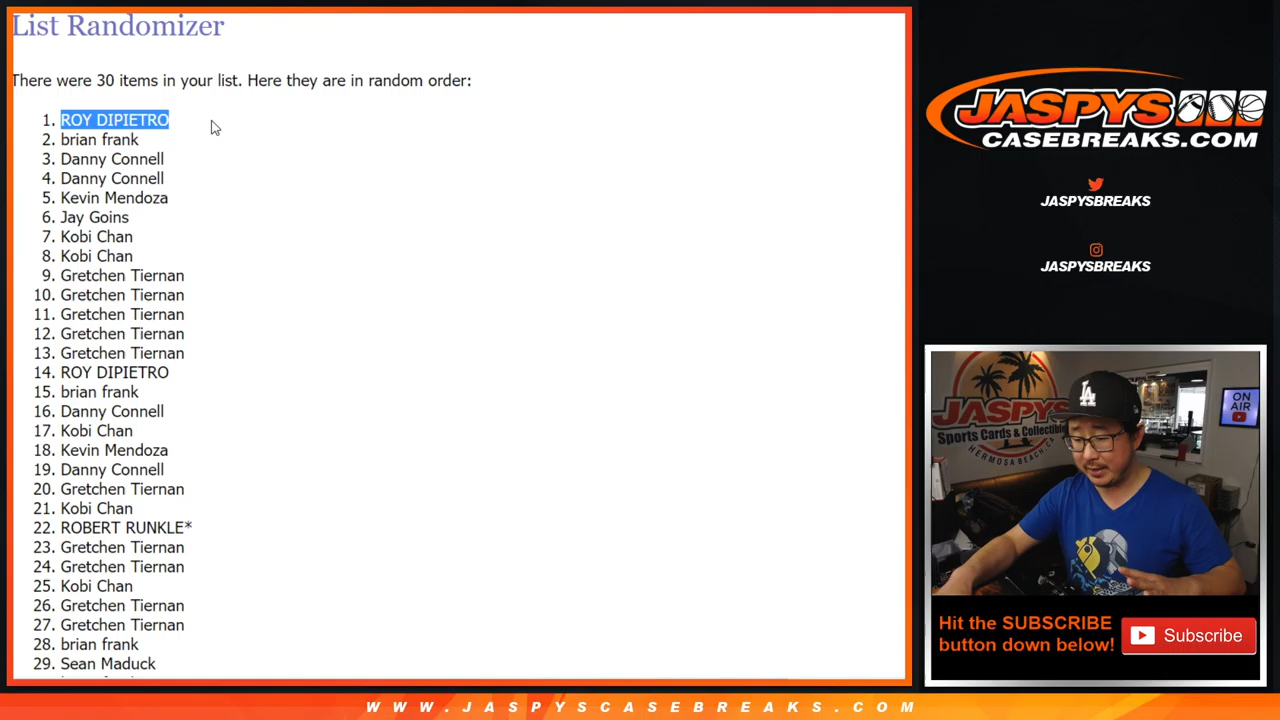 List Randomizer
There were 30 items in your list. Here they are in random order:
1. ROY DIPIETRO
2. brian frank
3. Danny Connell
4. Danny Connell
5. Kevin Mendoza
6. Jay Goins
7. Kobi Chan
8. Kobi Chan
9. Gretchen Tiernan
10. Gretchen Tiernan
11. Gretchen Tiernan
12. Gretchen Tiernan
13. Gretchen Tiernan
14. ROY DIPIETRO
15. brian frank
16. Danny Connell
17. Kobi Chan
18. Kevin Mendoza
19. Danny Connell
20. Gretchen Tiernan
21. Kobi Chan
22. ROBERT RUNKLE*
23. Gretchen Tiernan
24. Gretchen Tiernan
25. Kobi Chan
26. Gretchen Tiernan
27. Gretchen Tiernan
28. brian frank
29. Sean Maduck
JASPYS
CASEBREAKS.COM
JASPYSBREAKS
JASPYSBREAKS
JASPYS
Sports Cards & Collectible
HERMOSA BEACH, CA
ON
AIR
LA
Hit the SUBSCRIBE
button down below!
Subscribe
WWW.JASPYSCASEBREAKS.COM